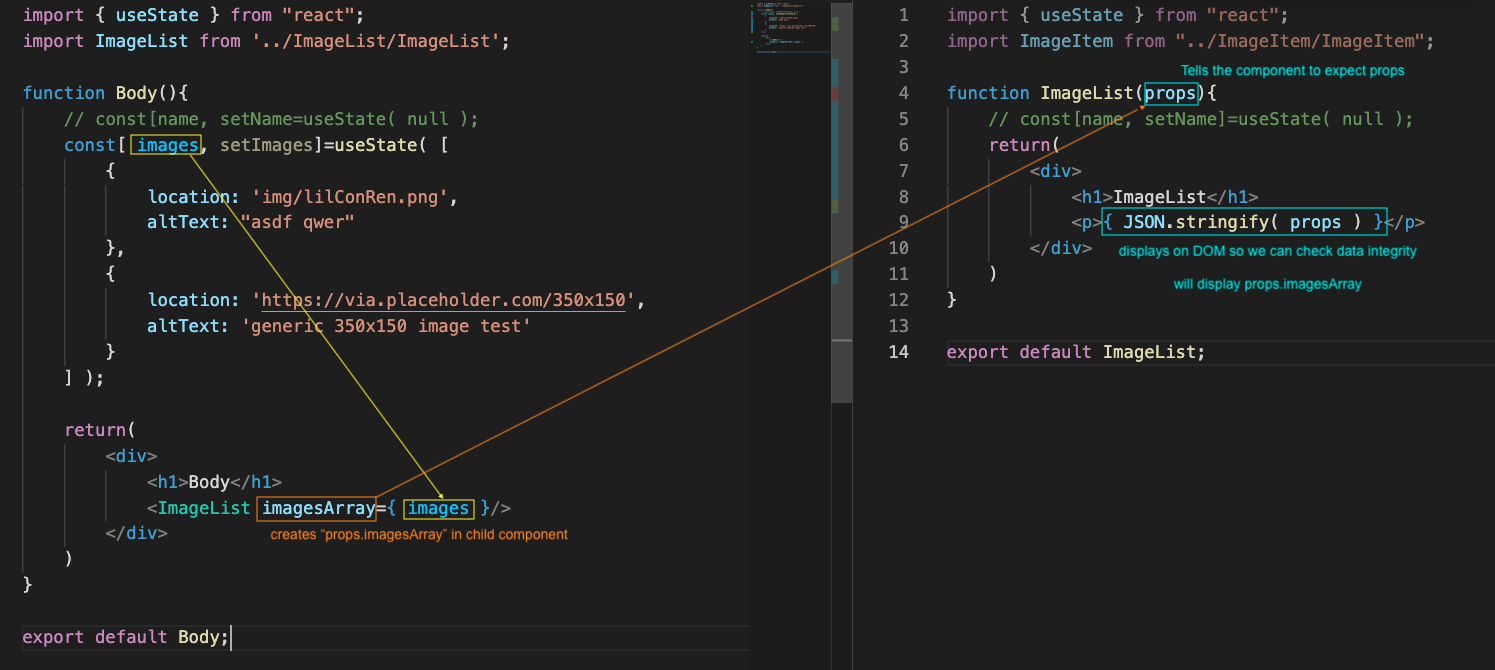 import { useState } from "react";
import ImageList from '../ImageList/ImageList';
function Body(){
// const[name, setName=useState( null );
const[ images, setImages]=useState( [
{
location: 'img/lilConRen.png',
altText: "asdf qwer"
},
{
location: 'https://via.placeholder.com/350x150',
altText: 'generic 350x150 image test'
}
] );
return(
<div>
<h1>Body</h1>
<ImageList imagesArray={ images }/>
creates “props.imagesArray” in child component
</div>
)
}
export default Body;
1 import { useState } from "react";
2 import ImageItem from "../ImageItem/ImageItem";
3
Tells the component to expect props
4 function ImageList(props){
5 // const[name, setName]=useState( null );
6 return(
7 <div>
8 <h1>ImageList</h1>
9 <p>{ JSON.stringify( props ) }</p>
10 </div>
displays on DOM so we can check data integrity
11 )
will display props.imagesArray
12 }
13
14 export default ImageList;